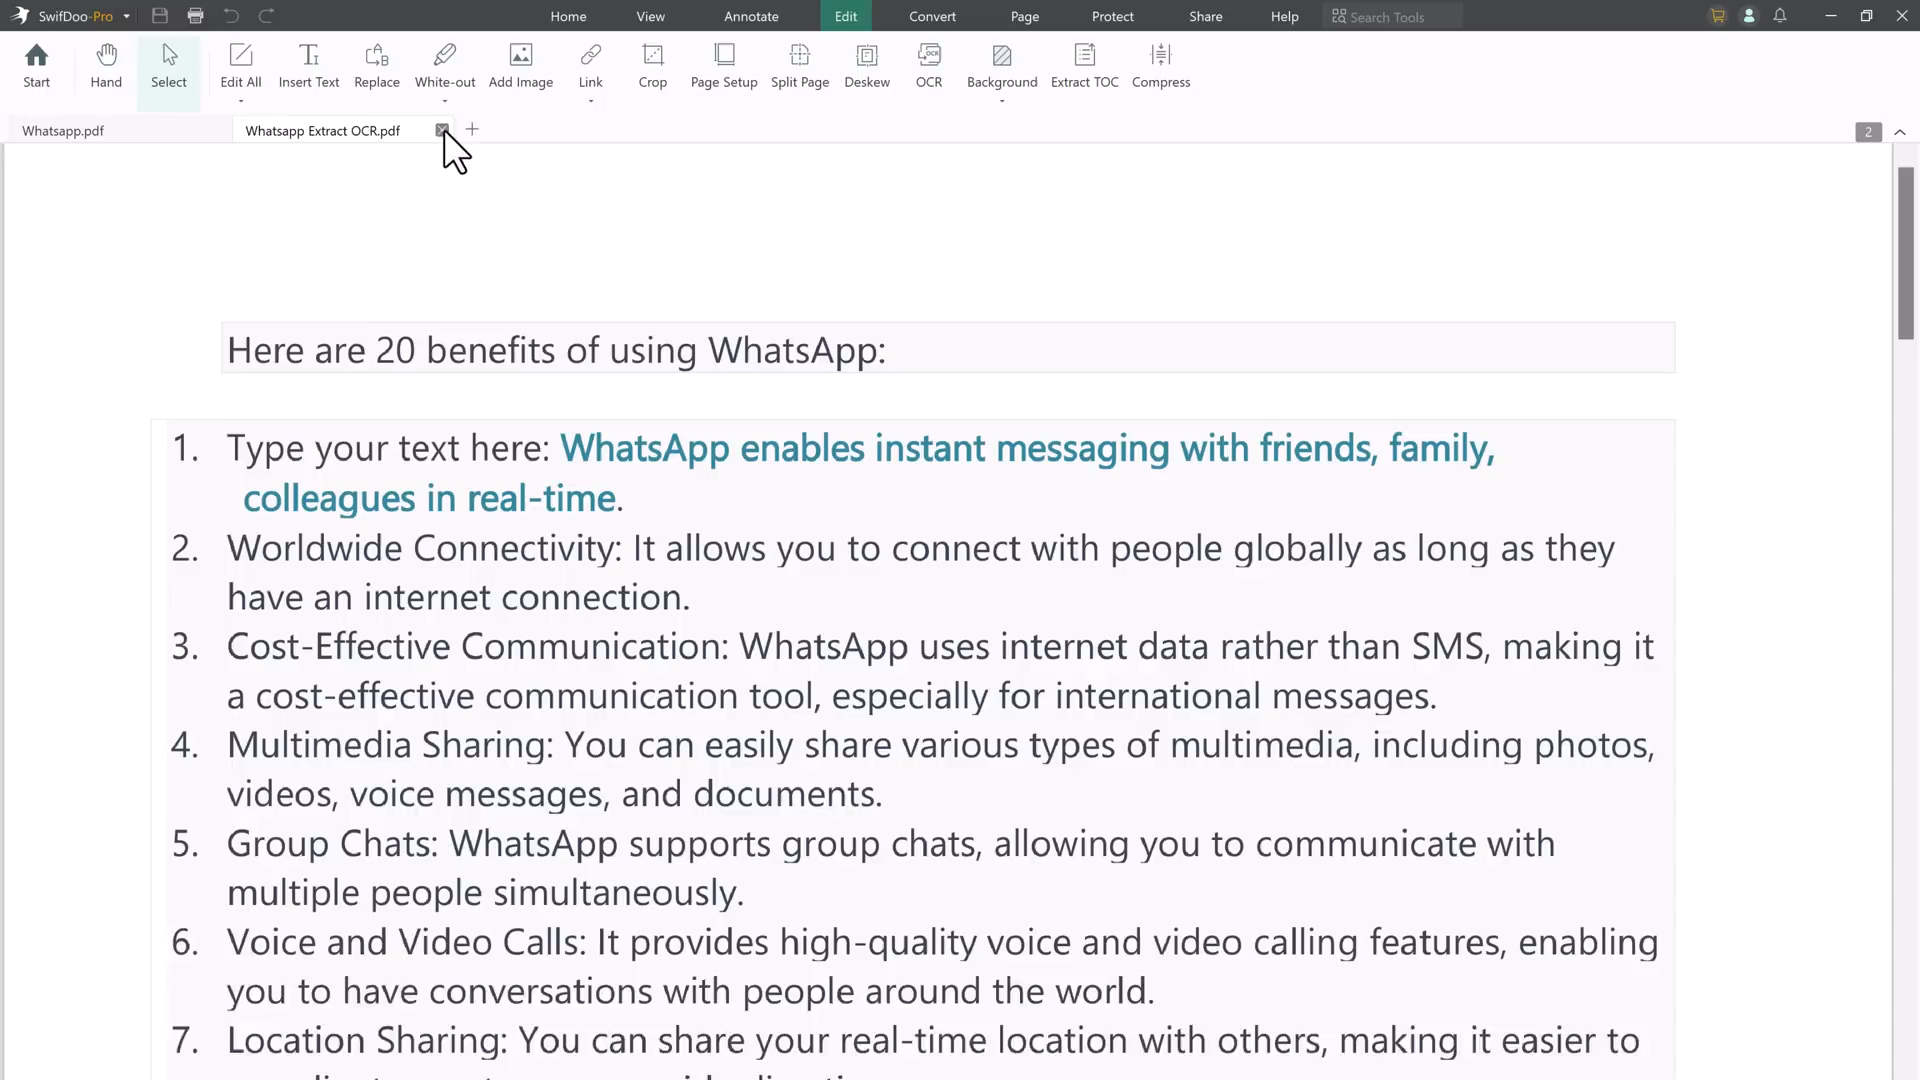 SwifDoo-Pro
Home View Annotate Edit Convert Page Protect Share Help Search Tools
Start Hand Select Edit All Insert Text Replace White-out Add Image Link Crop Page Setup Split Page Deskew OCR Background Extract TOC Compress
Whatsapp.pdf Whatsapp Extract OCR.pdf 2
Here are 20 benefits of using WhatsApp:
1. Type your text here: WhatsApp enables instant messaging with friends, family,
colleagues in real-time.
2. Worldwide Connectivity: It allows you to connect with people globally as long as they
have an internet connection.
3. Cost-Effective Communication: WhatsApp uses internet data rather than SMS, making it
a cost-effective communication tool, especially for international messages.
4. Multimedia Sharing: You can easily share various types of multimedia, including photos,
videos, voice messages, and documents.
5. Group Chats: WhatsApp supports group chats, allowing you to communicate with
multiple people simultaneously.
6. Voice and Video Calls: It provides high-quality voice and video calling features, enabling
you to have conversations with people around the world.
7. Location Sharing: You can share your real-time location with others, making it easier to